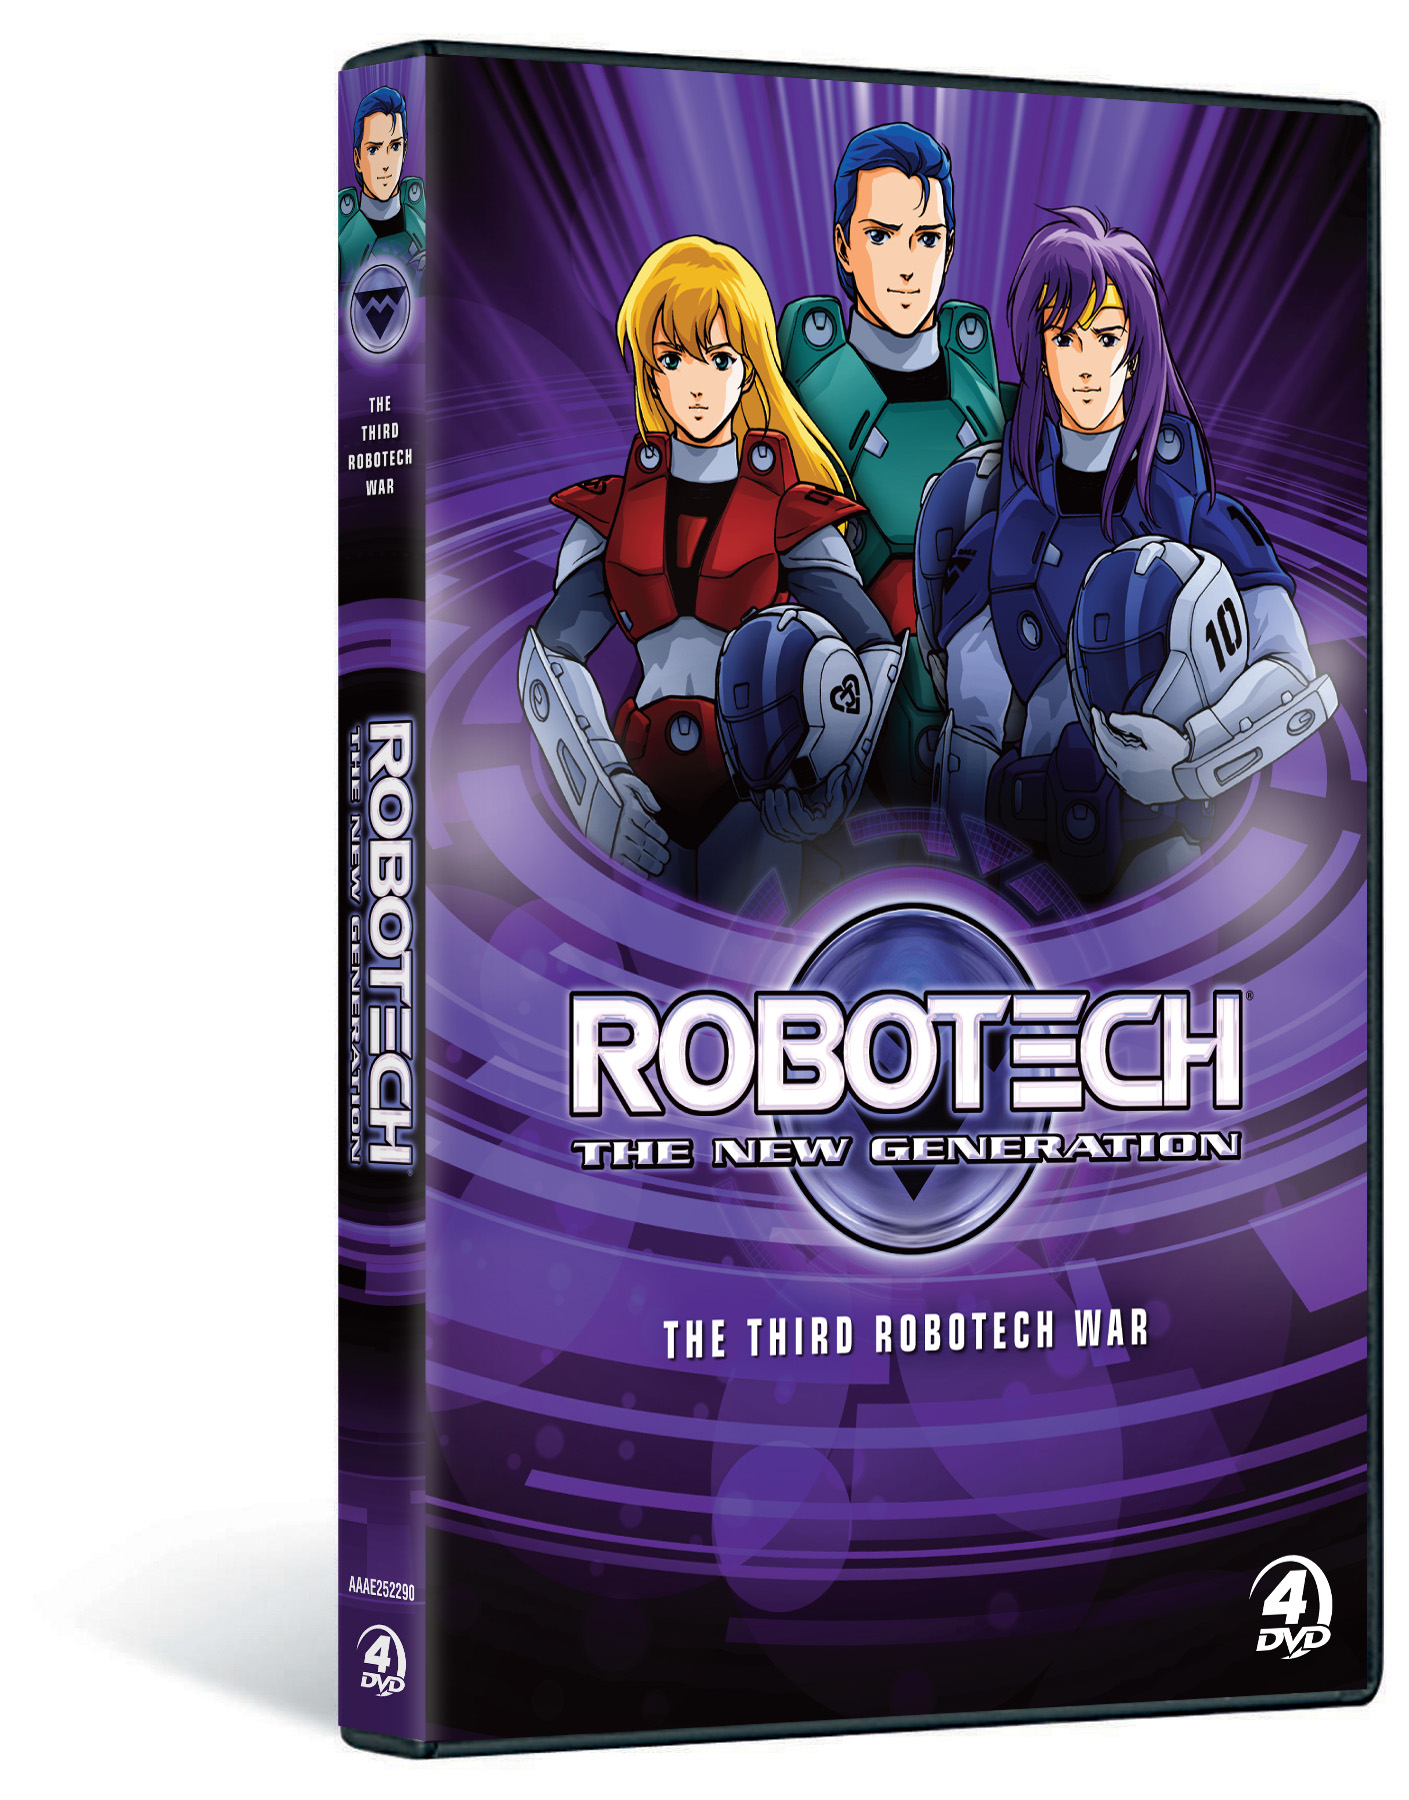 THE
THIRD
ROBOTECH
WAR
ROBOTECH
THE NEW GENERATION
AAAE252290
4
DVD
10
ROBOTECH®
THE NEW GENERATION
THE THIRD ROBOTECH WAR
4
DVD